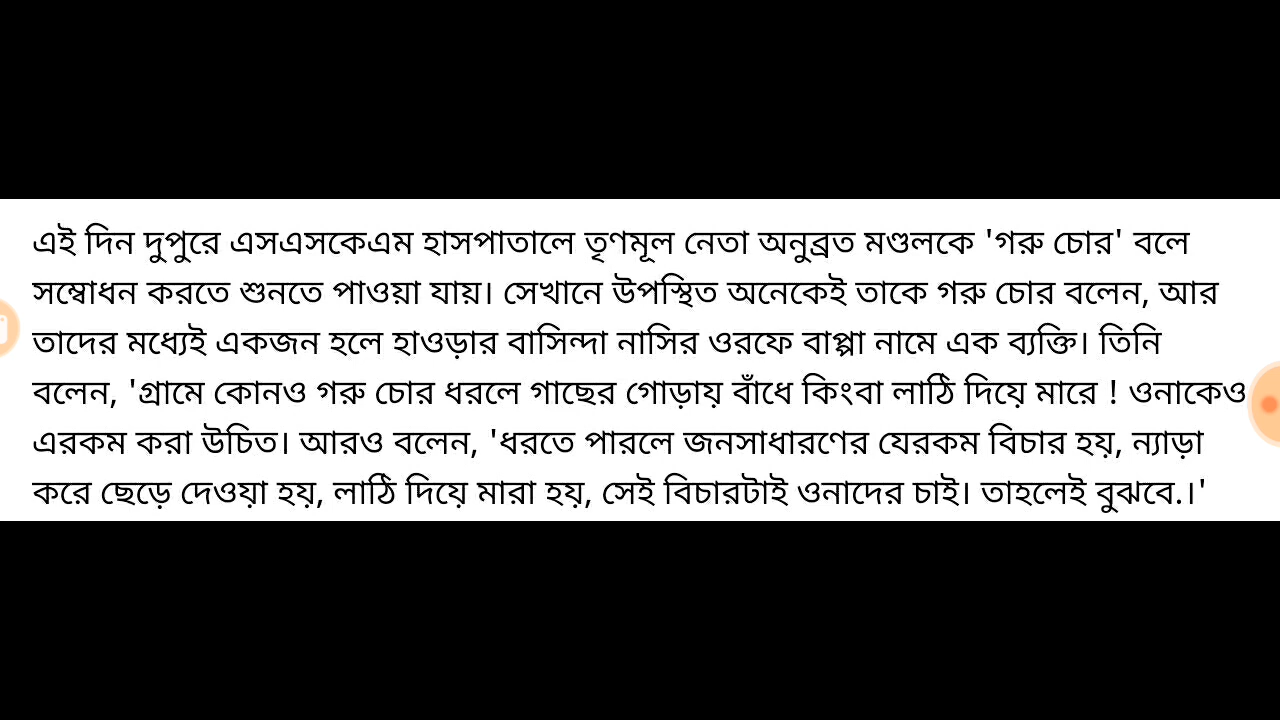 এই দিন দুপুরে এসএসকেএম হাসপাতালে তৃণমূল নেতা অনুব্রত মণ্ডলকে 'গরু চোর' বলে
সম্বোধন করতে শুনতে পাওয়া যায়। সেখানে উপস্থিত অনেকেই তাকে গরু চোর বলেন, আর
তাদের মধ্যেই একজন হলে হাওড়ার বাসিন্দা নাসির ওরফে বাপ্পা নামে এক ব্যক্তি। তিনি
বলেন, 'গ্রামে কোনও গরু চোর ধরলে গাছের গোড়ায় বাঁধে কিংবা লাঠি দিয়ে মারে ! ওনাকেও
এরকম করা উচিত। আরও বলেন, 'ধরতে পারলে জনসাধারণের যেরকম বিচার হয়, ন্যাড়া
করে ছেড়ে দেওয়া হয়, লাঠি দিয়ে মারা হয়, সেই বিচারটাই ওনাদের চাই। তাহলেই বুঝবে.।'